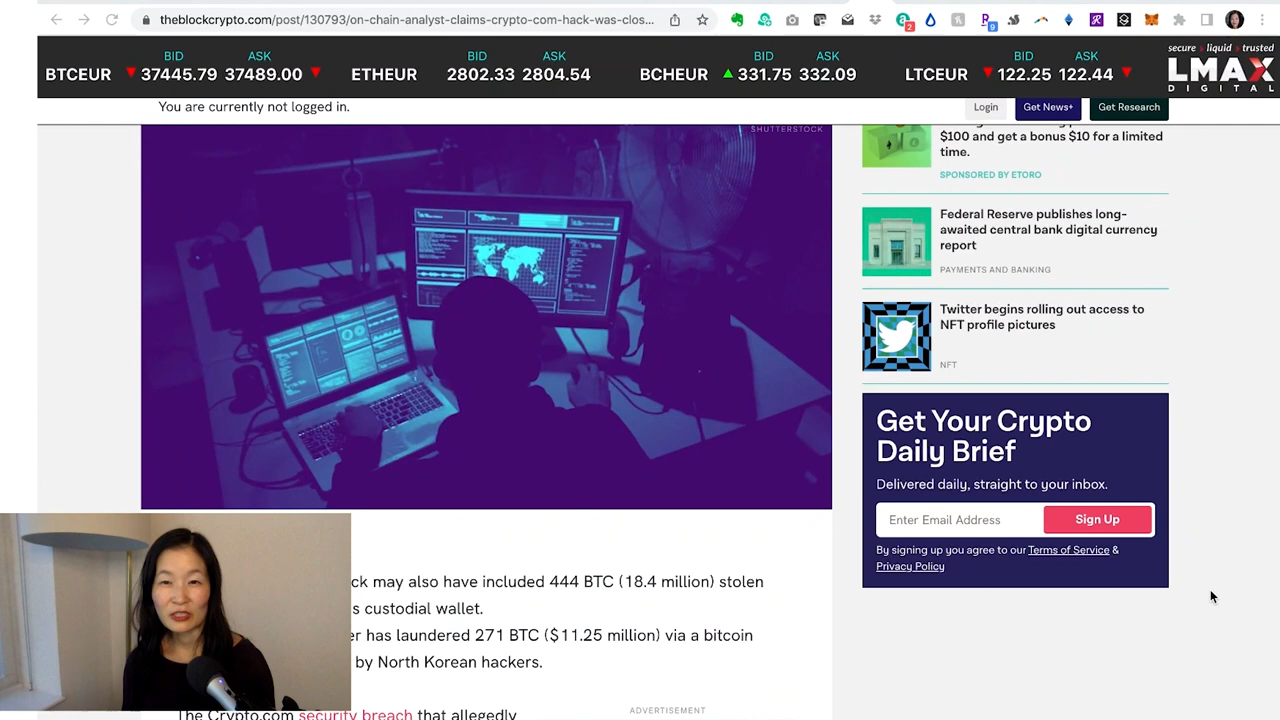 theblockcrypto.com/post/130793/on-chain-analyst-claims-crypto-com-hack-was-clos...
2
9
BID ASK
BTCEUR 37445.79 37489.00
BID ASK
ETHEUR 2802.33 2804.54
BID ASK
BCHEUR 331.75 332.09
BID ASK
LTCEUR 122.25 122.44
secure liquid trusted
LMAX
DIGITAL
You are currently not logged in.
Login
Get News+
Get Research
SHUTTERSTOCK
$100 and get a bonus $10 for a limited
time.
SPONSORED BY ETORO
Federal Reserve publishes long-
awaited central bank digital currency
report
PAYMENTS AND BANKING
Twitter begins rolling out access to
NFT profile pictures
NFT
Get Your Crypto
Daily Brief
Delivered daily, straight to your inbox.
Enter Email Address
Sign Up
By signing up you agree to our Terms of Service &
Privacy Policy
ck may also have included 444 BTC (18.4 million) stolen
s custodial wallet.
er has laundered 271 BTC ($11.25 million) via a bitcoin
by North Korean hackers.
The Crypto.com security breach that allegedly
ADVERTISEMENT